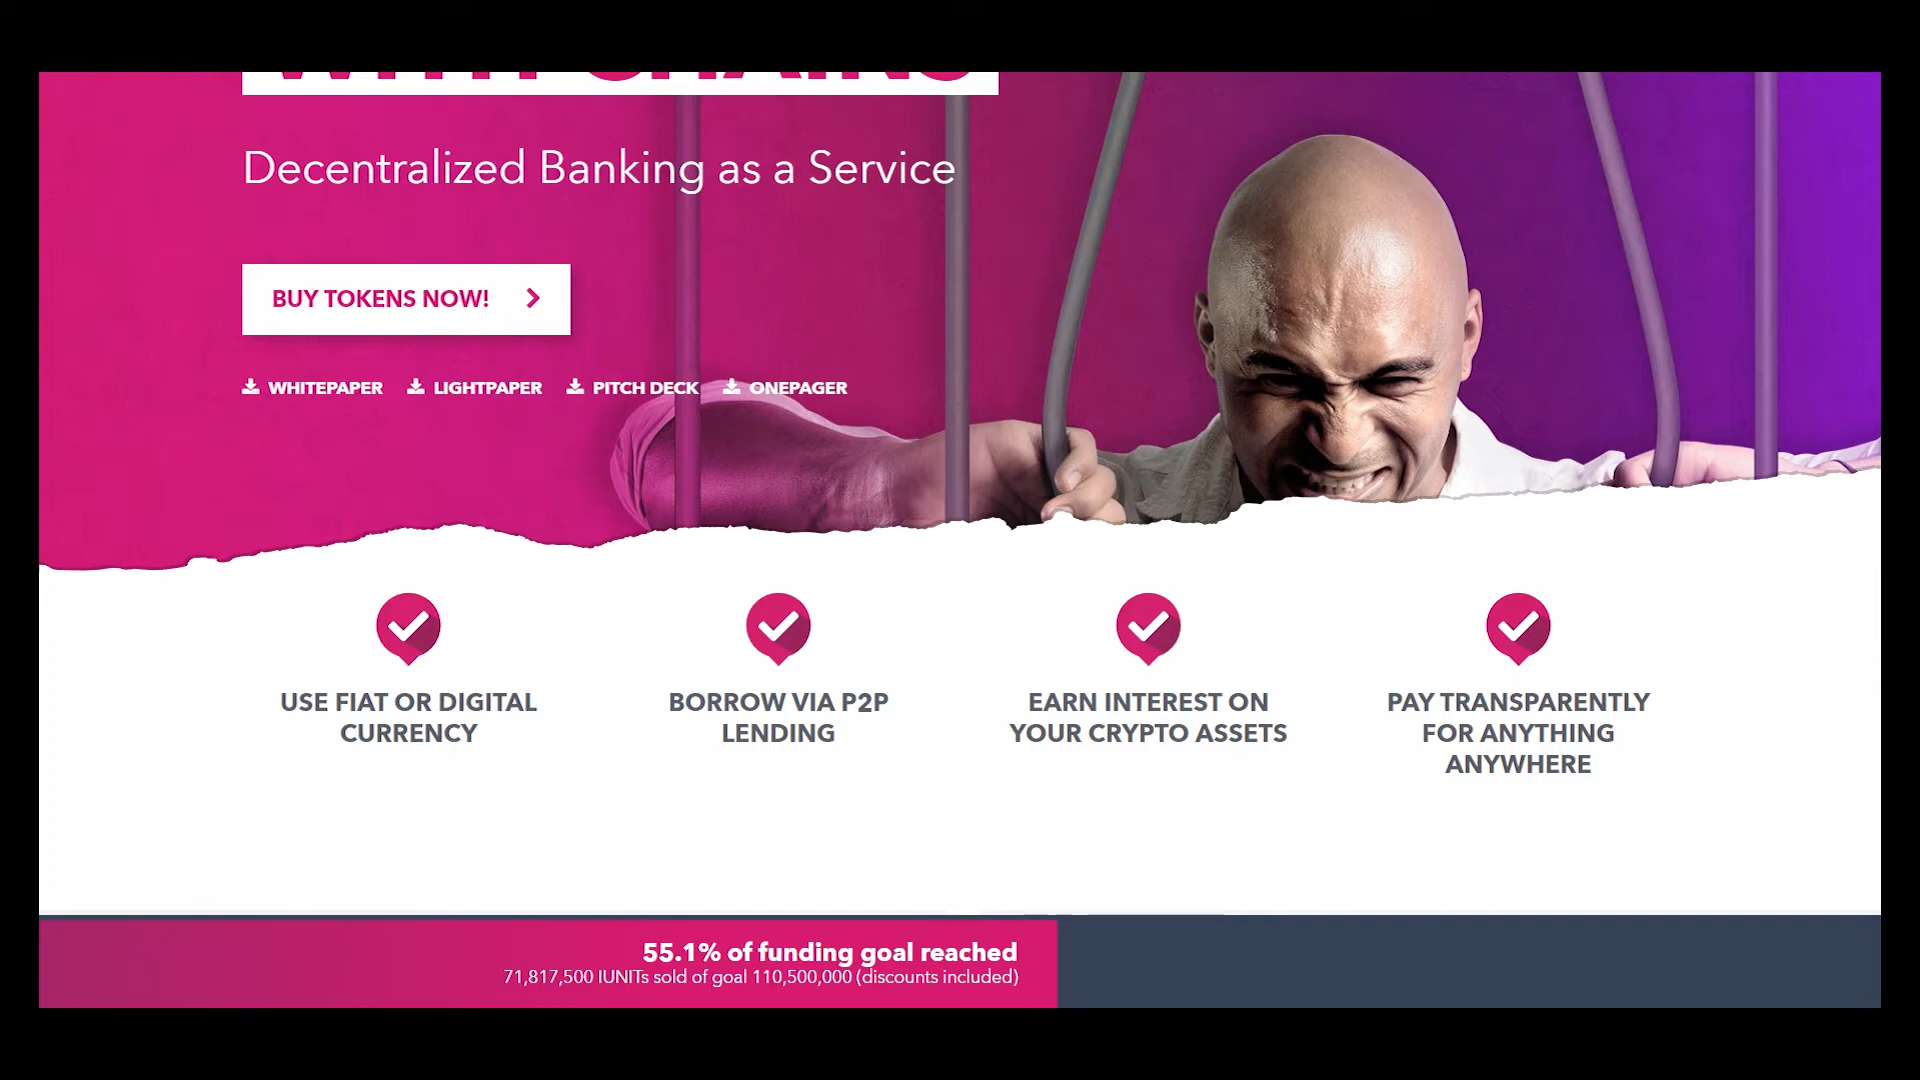 WITH CHAINS
Decentralized Banking as a Service
BUY TOKENS NOW!
WHITEPAPER LIGHTPAPER PITCH DECK ONEPAGER
USE FIAT OR DIGITAL
CURRENCY
BORROW VIA P2P
LENDING
EARN INTEREST ON
YOUR CRYPTO ASSETS
PAY TRANSPARENTLY
FOR ANYTHING
ANYWHERE
55.1% of funding goal reached
71,817,500 IUNITs sold of goal 110,500,000 (discounts included)